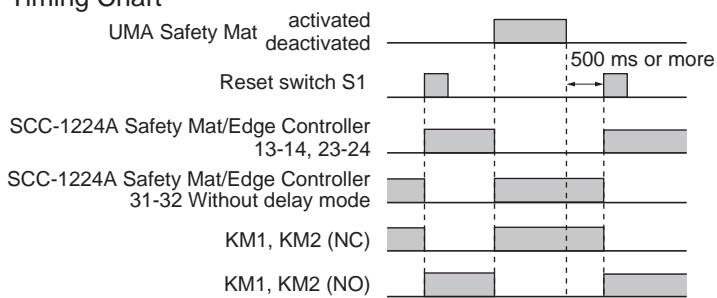 Timing Chart
UMA Safety Mat activated
deactivated
500 ms or more
Reset switch S1
SCC-1224A Safety Mat/Edge Controller
13-14, 23-24
SCC-1224A Safety Mat/Edge Controller
31-32 Without delay mode
KM1, KM2 (NC)
KM1, KM2 (NO)